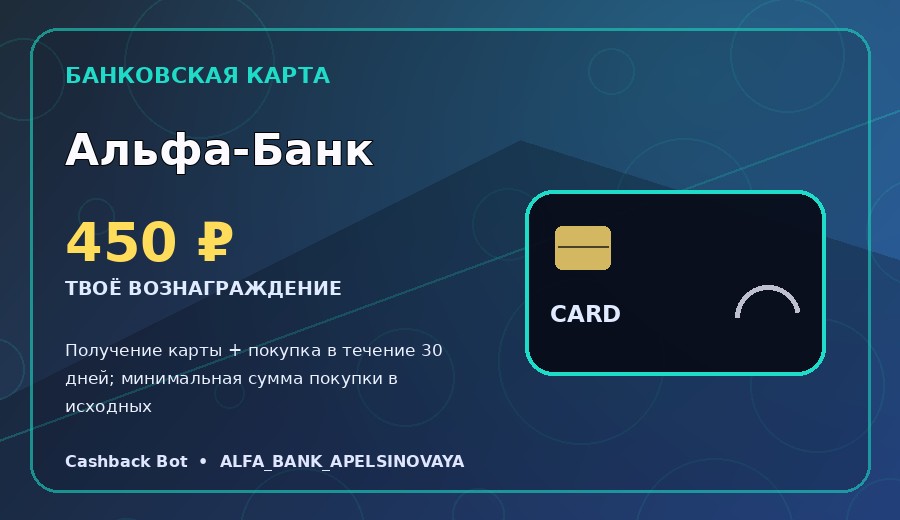 БАНКОВСКАЯ КАРТА
Альфа-Банк
450 ₽
ТВОЁ ВОЗНАГРАЖДЕНИЕ
CARD
Получение карты + покупка в течение 30
дней; минимальная сумма покупки в
исходных
Cashback Bot • ALFA_BANK_APELSINOVAYA